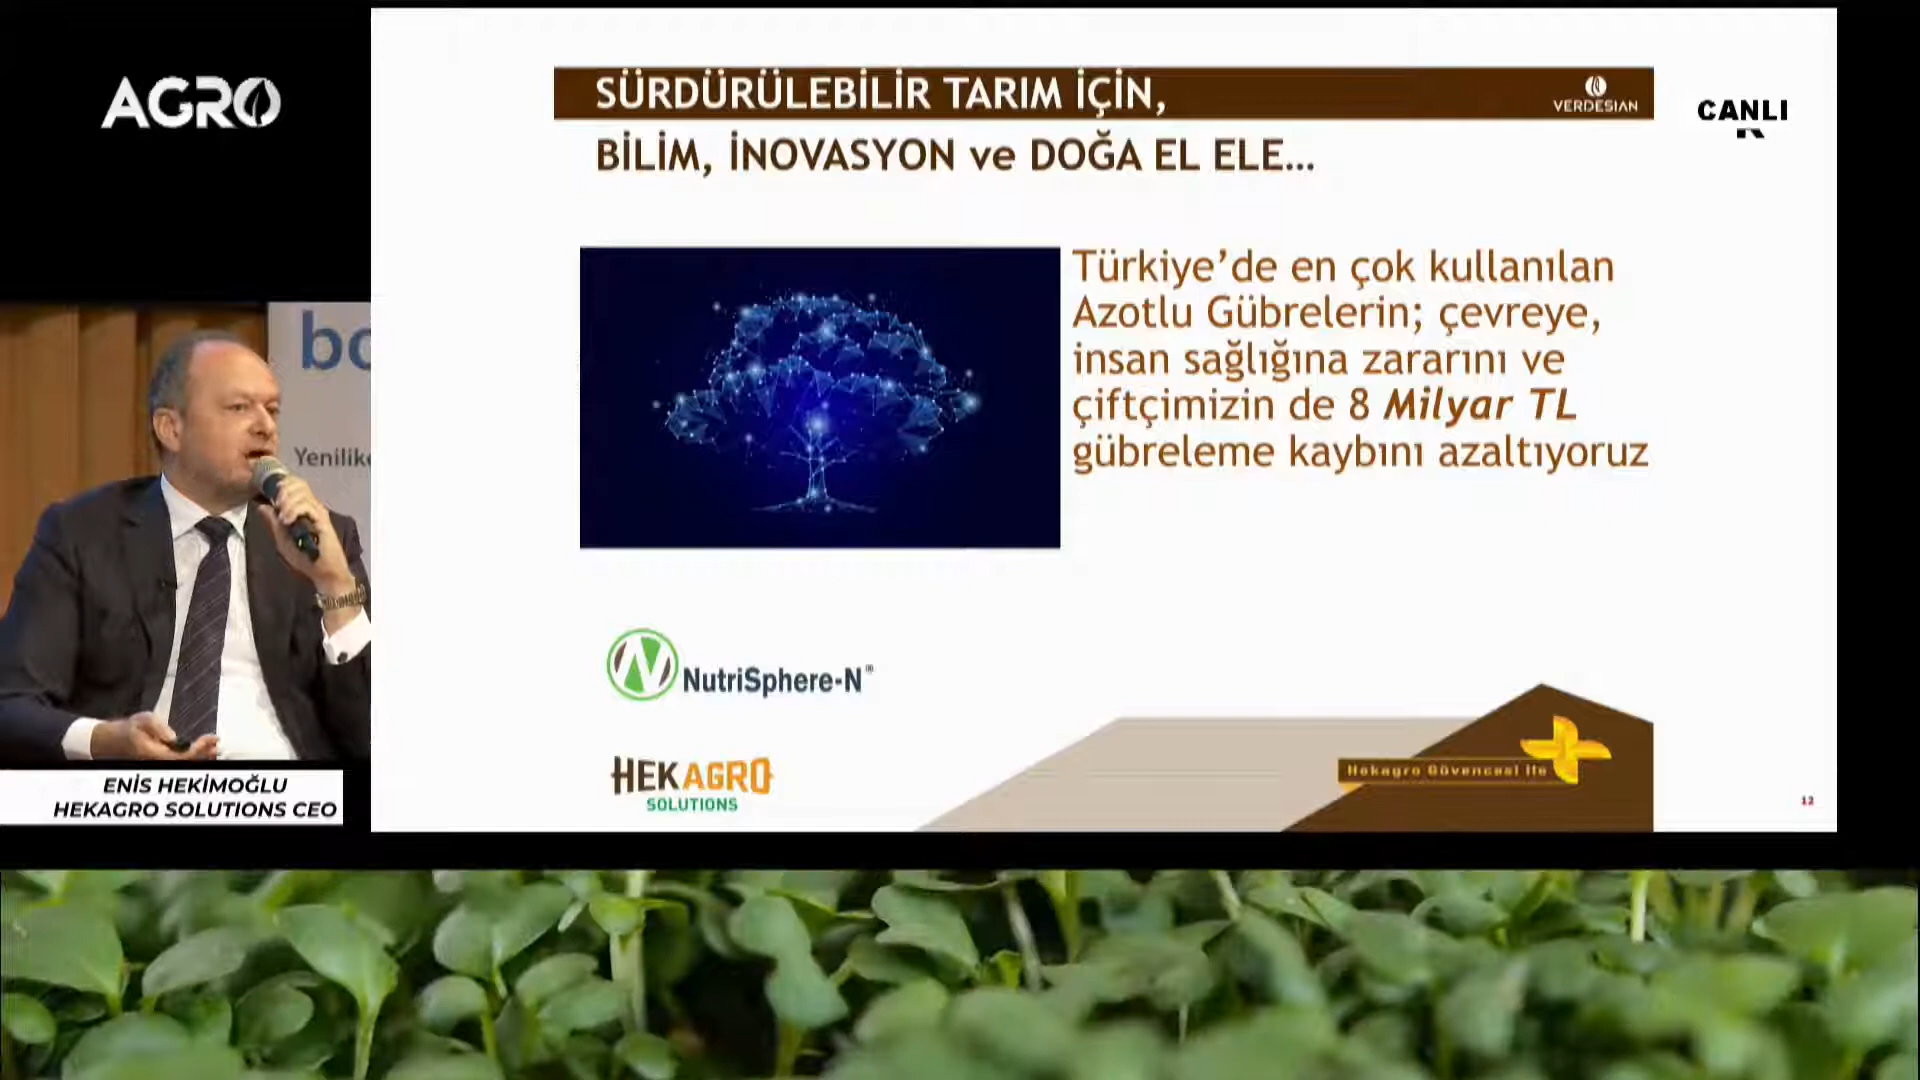 AGRO
SÜRDÜRÜLEBİLİR TARIM İÇİN,
VERDESIAN
CANLI
BİLİM, İNOVASYON ve DOĞA EL ELE...
Türkiye’de en çok kullanılan
Azotlu Gübrelerin; çevreye,
insan sağlığına zararını ve
çiftçimizin de 8 Milyar TL
gübreleme kaybını azaltıyoruz
NutriSphere-N®
HEKAGRO
SOLUTIONS
Hekagro Güvencesi ile
12
ENİS HEKİMOĞLU
HEKAGRO SOLUTIONS CEO